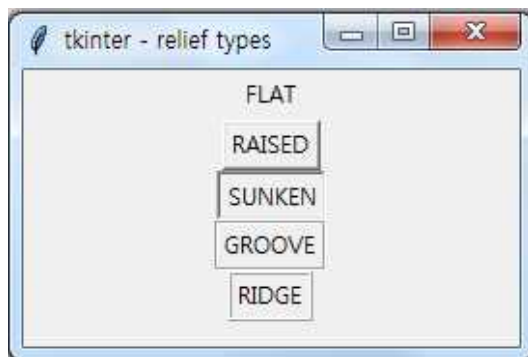 tkinter - relief types
FLAT
RAISED
SUNKEN
GROOVE
RIDGE